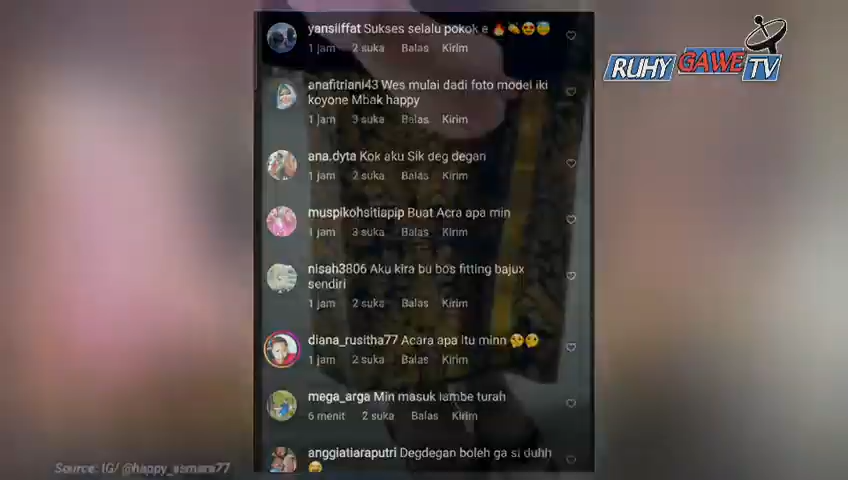 yansiiffat Sukses selalu pokok e 🔥👏😍😇
1 jam 2 suka Balas Kirim
anafitriani43 Wes mulai dadi foto model iki
koyone Mbak happy
1 jam 3 suka Balas Kirim
ana.dyta Kok aku Sik deg degan
1 jam 2 suka Balas Kirim
muspikohsitiapip Buat Acra apa min
1 jam 3 suka Balas Kirim
nisah3806 Aku kira bu bos fitting bajux
sendiri
1 jam 2 suka Balas Kirim
diana_rusitha77 Acara apa Itu minn
1 jam 2 suka Balas Kirim
mega_arga Min masuk lambe turah
6 menit 2 suka Balas Kirim
anggiatiaraputri Degdegan boleh ga si duhh
RUHY GAWE TV
Source: IG/ @happy_asmara77